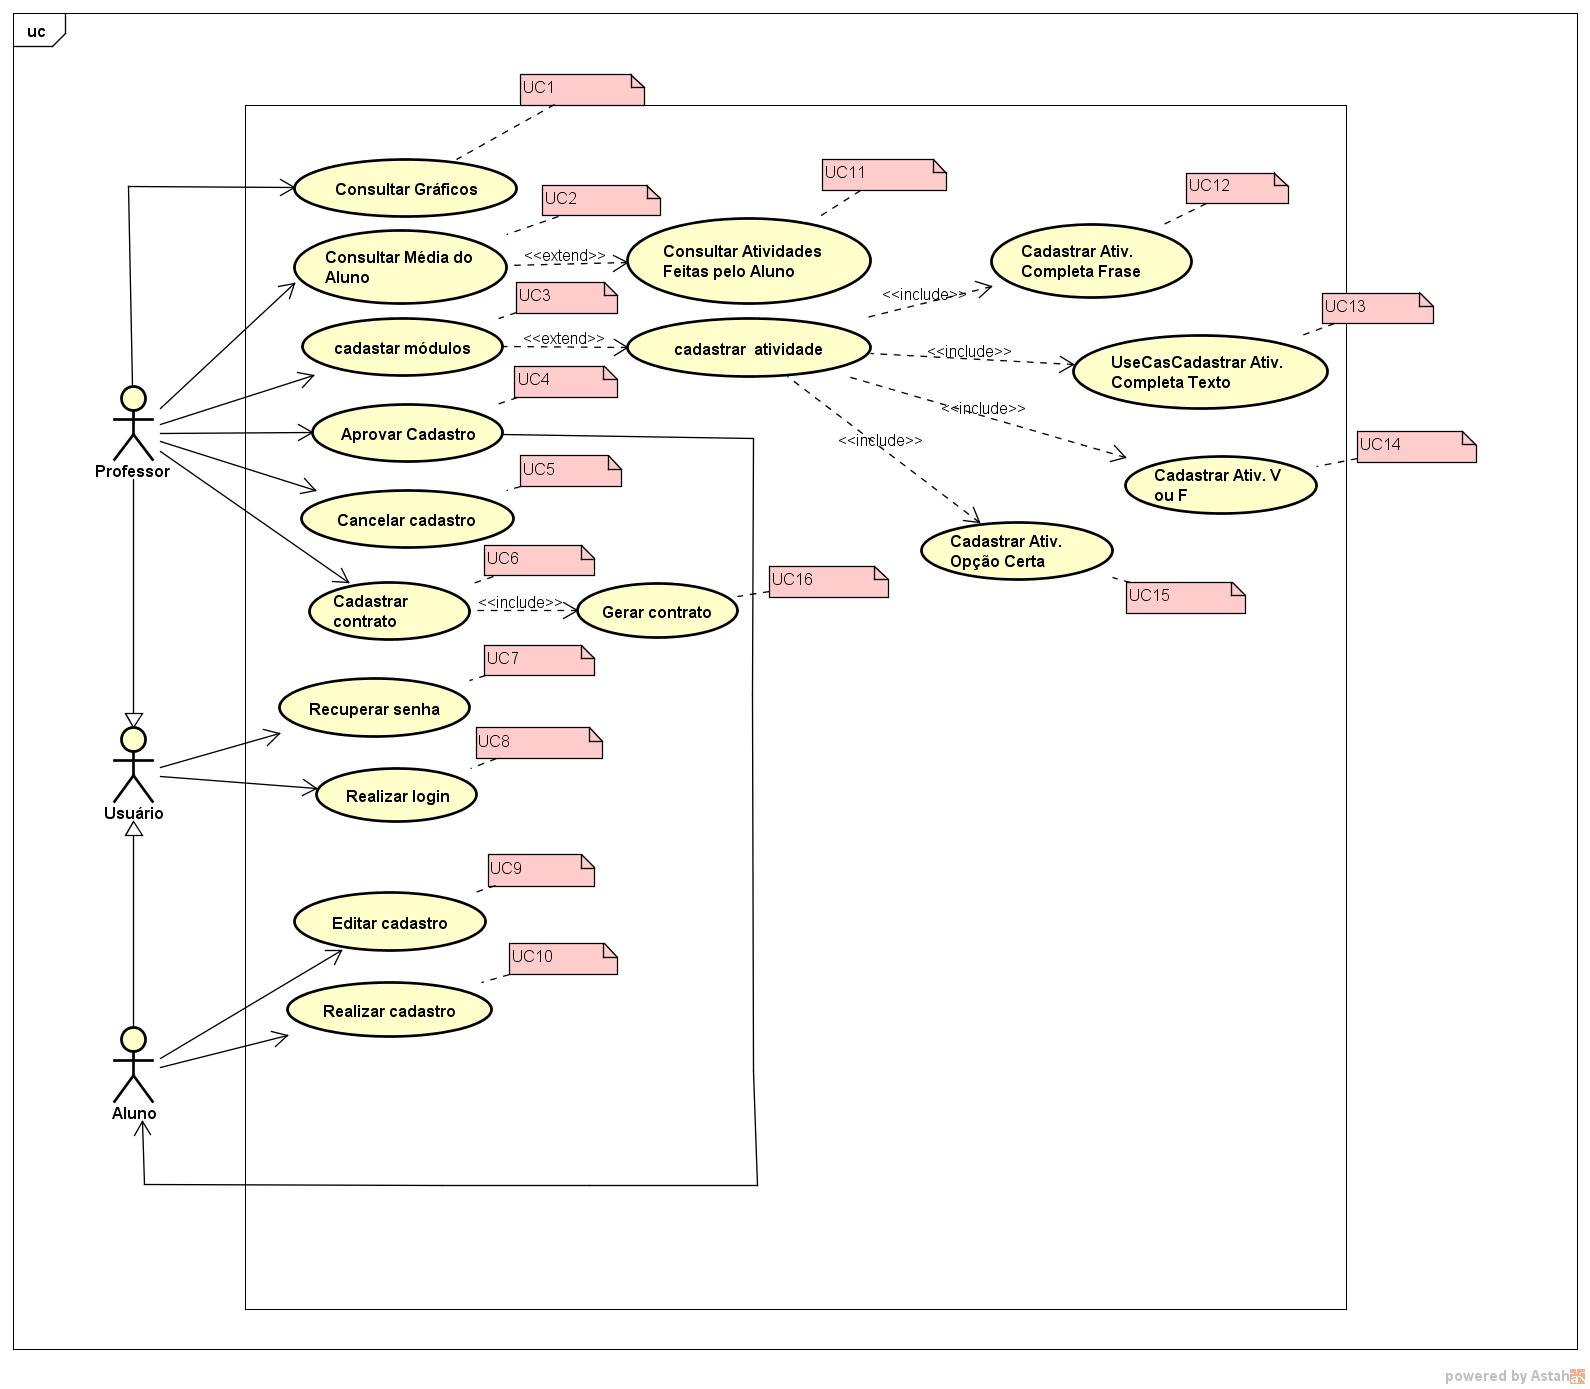 uc
UC1
Consultar Gráficos
UC2
UC11
UC12
Consultar Média do
Aluno
<<extend>>
Consultar Atividades
Feitas pelo Aluno
Cadastrar Ativ.
Completa Frase
UC3
<<include>>
UC13
cadastar módulos
<<extend>>
cadastrar  atividade
<<include>>
UseCasCadastrar Ativ.
Completa Texto
UC4
<<include>>
Aprovar Cadastro
<<include>>
UC14
Professor
UC5
Cadastrar Ativ. V
ou F
Cancelar cadastro
Cadastrar Ativ.
Opção Certa
UC6
UC16
UC15
Cadastrar
contrato
<<include>>
Gerar contrato
UC7
Recuperar senha
UC8
Realizar login
Usuário
UC9
Editar cadastro
UC10
Realizar cadastro
Aluno
powered by Astah